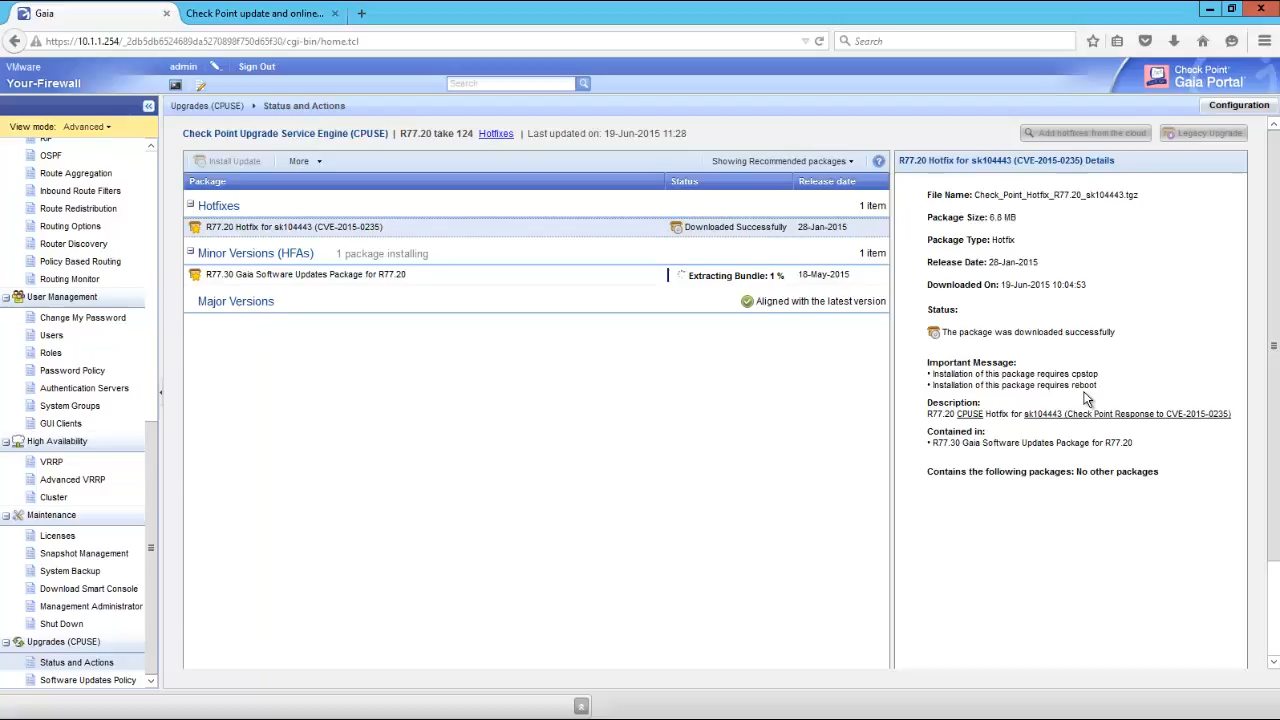 Gaia
Check Point update and online...
https://10.1.1.254/_2db5db6524689da5270898f750d65f30/cgi-bin/home.tcl
Search
VMware
admin
Sign Out
Your-Firewall
Search
Check Point
Gaia Portal
Upgrades (CPUSE) Status and Actions
Configuration
View mode: Advanced
RIP
OSPF
Route Aggregation
Inbound Route Filters
Route Redistribution
Routing Options
Router Discovery
Policy Based Routing
Routing Monitor
User Management
Change My Password
Users
Roles
Password Policy
Authentication Servers
System Groups
GUI Clients
High Availability
VRRP
Advanced VRRP
Cluster
Maintenance
Licenses
Snapshot Management
System Backup
Download Smart Console
Management Administrator
Shut Down
Upgrades (CPUSE)
Status and Actions
Software Updates Policy
Check Point Upgrade Service Engine (CPUSE) | R77.20 take 124 Hotfixes | Last updated on: 19-Jun-2015 11:28
Add hotfixes from the cloud
Legacy Upgrade
Install Update
More
Showing Recommended packages
Package Status Release date
Hotfixes 1 item
R77.20 Hotfix for sk104443 (CVE-2015-0235) Downloaded Successfully 28-Jan-2015
Minor Versions (HFAs) 1 package installing 1 item
R77.30 Gaia Software Updates Package for R77.20 Extracting Bundle: 1 % 18-May-2015
Major Versions Aligned with the latest version
R77.20 Hotfix for sk104443 (CVE-2015-0235) Details
File Name: Check_Point_Hotfix_R77.20_sk104443.tgz
Package Size: 6.8 MB
Package Type: Hotfix
Release Date: 28-Jan-2015
Downloaded On: 19-Jun-2015 10:04:53
Status:
The package was downloaded successfully
Important Message:
• Installation of this package requires cpstop
• Installation of this package requires reboot
Description:
R77.20 CPUSE Hotfix for sk104443 (Check Point Response to CVE-2015-0235)
Contained in:
• R77.30 Gaia Software Updates Package for R77.20
Contains the following packages: No other packages